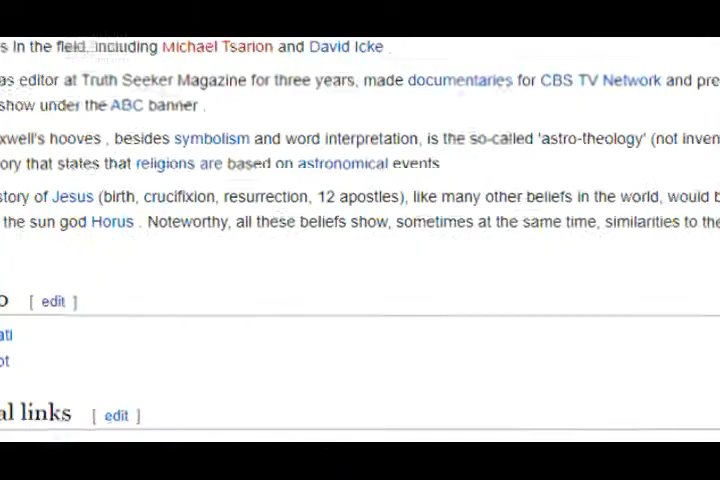 s in the field, including Michael Tsarion and David Icke
as editor at Truth Seeker Magazine for three years, made documentaries for CBS TV Network and pre
show under the ABC banner .
xwell's hooves , besides symbolism and word interpretation, is the so-called 'astro-theology' (not inven
ory that states that religions are based on astronomical events
story of Jesus (birth, crucifixion, resurrection, 12 apostles), like many other beliefs in the world, would b
the sun god Horus . Noteworthy, all these beliefs show, sometimes at the same time, similarities to the
o [ edit ]
ati
ot
al links [ edit ]